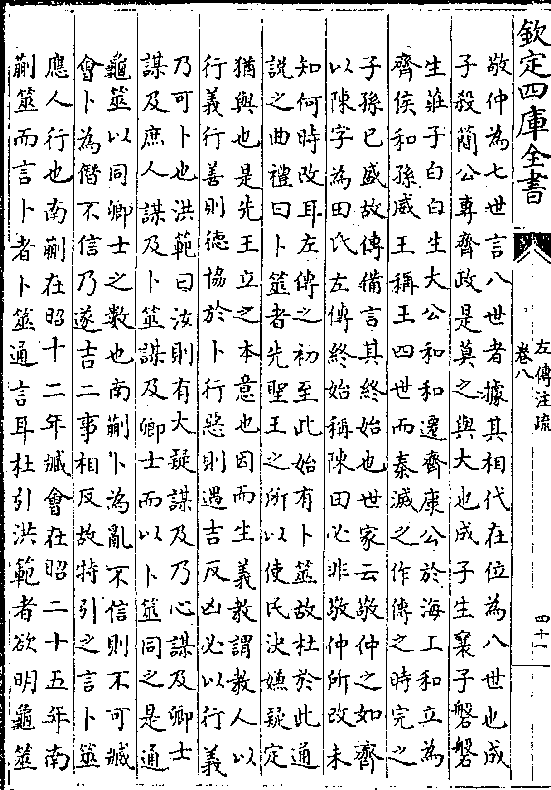 欽定四庫全書
左傳注疏
卷八
四十一
敬仲為七世言八世者據其相代在位為八世也成
子殺簡公專齊政是莫之與大也成子生襄子磐磐
生莊子白白生大公和和遷齊康公於海上和立為
齊侯和孫威王稱王四世而秦滅之作傳之時完之
子孫已盛故傳備言其終始也世家云敬仲之如齊
以陳字為田氏左傳終始稱陳田必非敬仲所改未
知何時改耳左傳之初至此始有卜筮故杜於此通
説之曲禮曰卜筮者先聖王之所以使民決嫌疑定
猶與也是先王立之本意也因而生義教謂教人以
行義行善則德協於卜行惡則遇吉反凶必以行義
乃可卜也洪範曰汝則有大疑謀及乃心謀及卿士
謀及庶人謀及卜筮謀及卿士而以卜筮同之是通
龜筮以同卿士之數也南蒯卜為亂不信則不可臧
會卜為僭不信乃遂吉二事相反故特引之言卜筮
應人行也南蒯在昭十二年臧會在昭二十五年南
蒯筮而言卜者卜筮通言耳杜引洪範者欲明龜筮